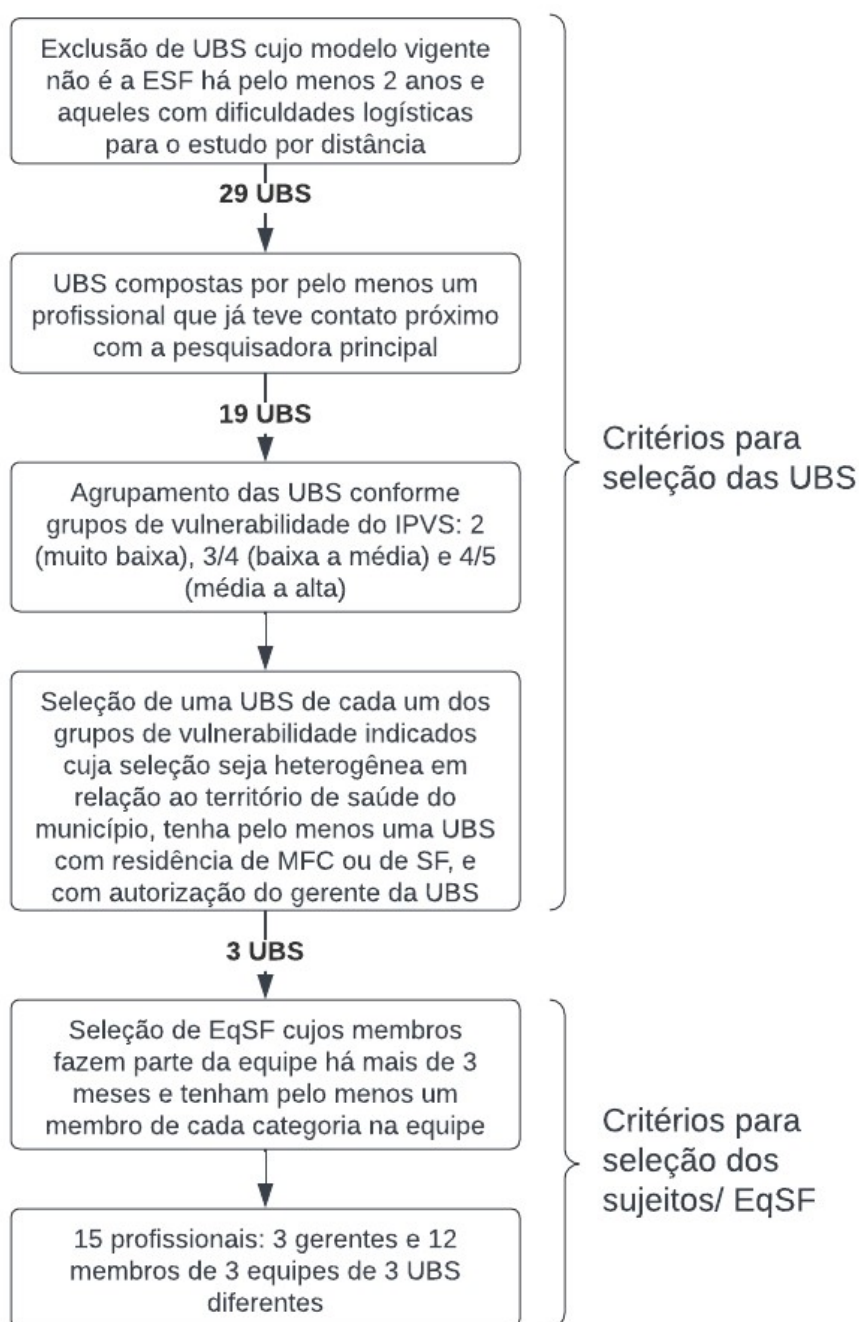 Exclusão de UBS cujo modelo vigente
não é a ESF há pelo menos 2 anos e
aqueles com dificuldades logísticas
para o estudo por distância
29 UBS
UBS compostas por pelo menos um
profissional que já teve contato próximo
com a pesquisadora principal
19 UBS
Agrupamento das UBS conforme
grupos de vulnerabilidade do IPVS: 2
(muito baixa), 3/4 (baixa a média) e 4/5
(média a alta)
Seleção de uma UBS de cada um dos
grupos de vulnerabilidade indicados
cuja seleção seja heterogênea em
relação ao território de saúde do
município, tenha pelo menos uma UBS
com residência de MFC ou de SF, e
com autorização do gerente da UBS
Critérios para
seleção das UBS
3 UBS
Seleção de EqSF cujos membros
fazem parte da equipe há mais de 3
meses e tenham pelo menos um
membro de cada categoria na equipe
15 profissionais: 3 gerentes e 12
membros de 3 equipes de 3 UBS
diferentes
Critérios para
seleção dos
sujeitos/ EqSF